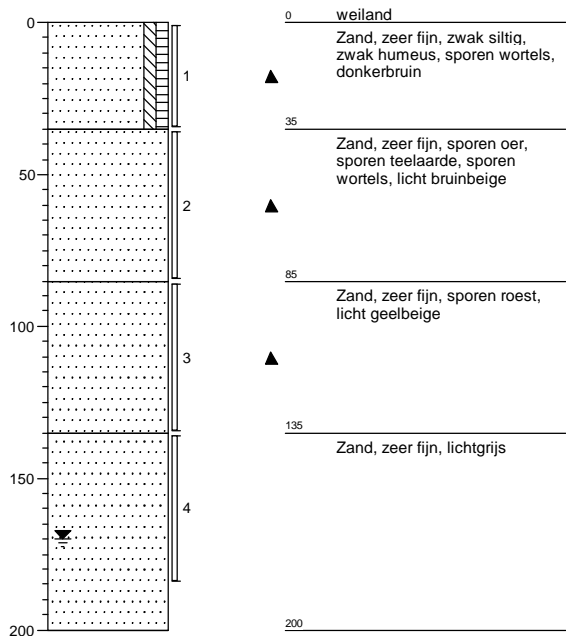 0
0
weiland
Zand, zeer fijn, zwak siltig,
zwak humeus, sporen wortels,
donkerbruin
1
35
Zand, zeer fijn, sporen oer,
sporen teelaarde, sporen
wortels, licht bruinbeige
50
2
85
Zand, zeer fijn, sporen roest,
licht geelbeige
100
3
135
Zand, zeer fijn, lichtgrijs
150
4
200
200